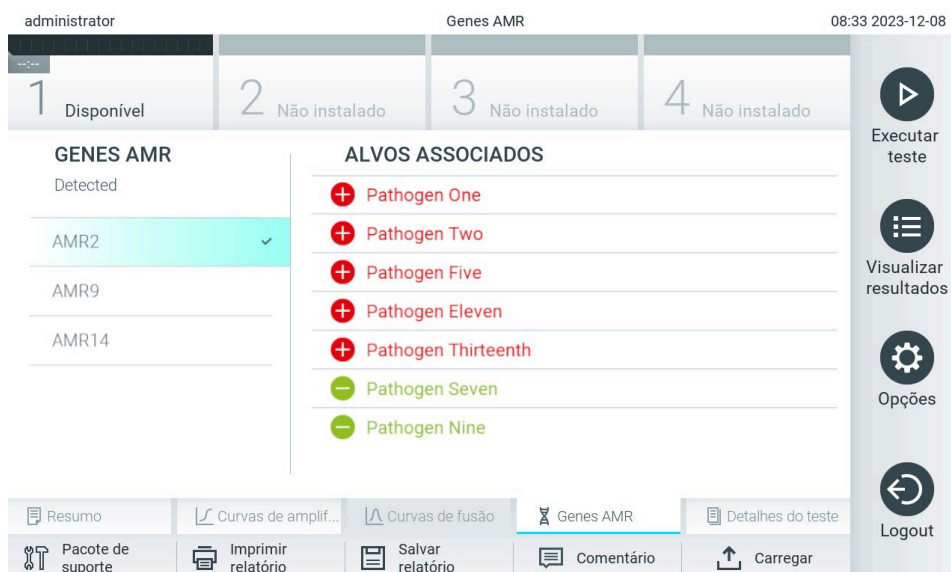 administrator
Genes AMR
08:33 2023-12-08
--:--
1 Disponível
2 Não instalado
3 Não instalado
4 Não instalado
GENES AMR
Detected
AMR2
AMR9
AMR14
ALVOS ASSOCIADOS
Pathogen One
Pathogen Two
Pathogen Five
Pathogen Eleven
Pathogen Thirteenth
Pathogen Seven
Pathogen Nine
Executar
teste
Visualizar
resultados
Opções
Logout
Resumo
Curvas de amplif...
Curvas de fusão
Genes AMR
Detalhes do teste
Pacote de
suporte
Imprimir
relatório
Salvar
relatório
Comentário
Carregar